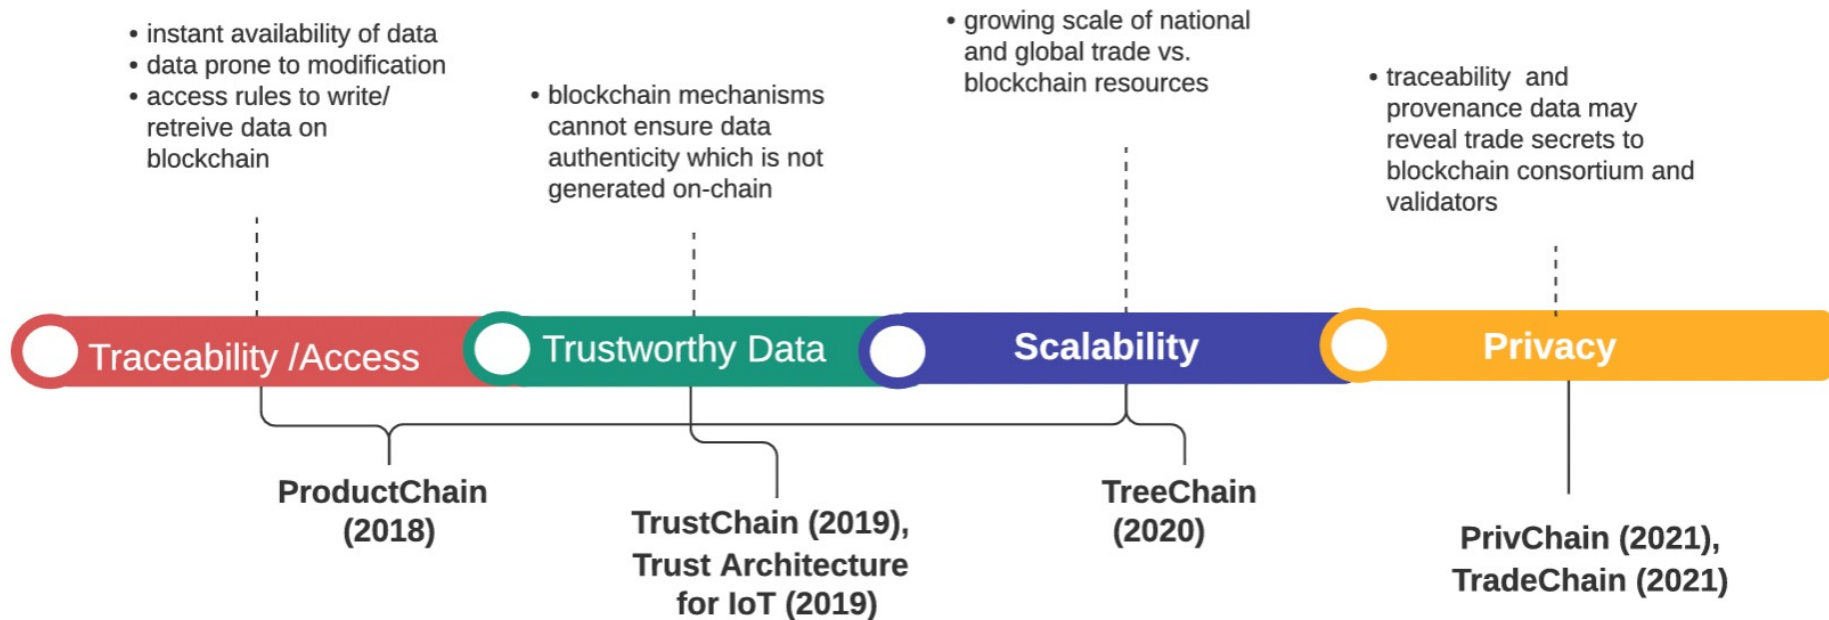 • instant availability of data
• data prone to modification
• access rules to write/
retreive data on
blockchain
• blockchain mechanisms
cannot ensure data
authenticity which is not
generated on-chain
• growing scale of national
and global trade vs.
blockchain resources
• traceability and
provenance data may
reveal trade secrets to
blockchain consortium and
validators
Traceability /Access
Trustworthy Data
Scalability
Privacy
ProductChain
(2018)
TrustChain (2019),
Trust Architecture
for IoT (2019)
TreeChain
(2020)
PrivChain (2021),
TradeChain (2021)